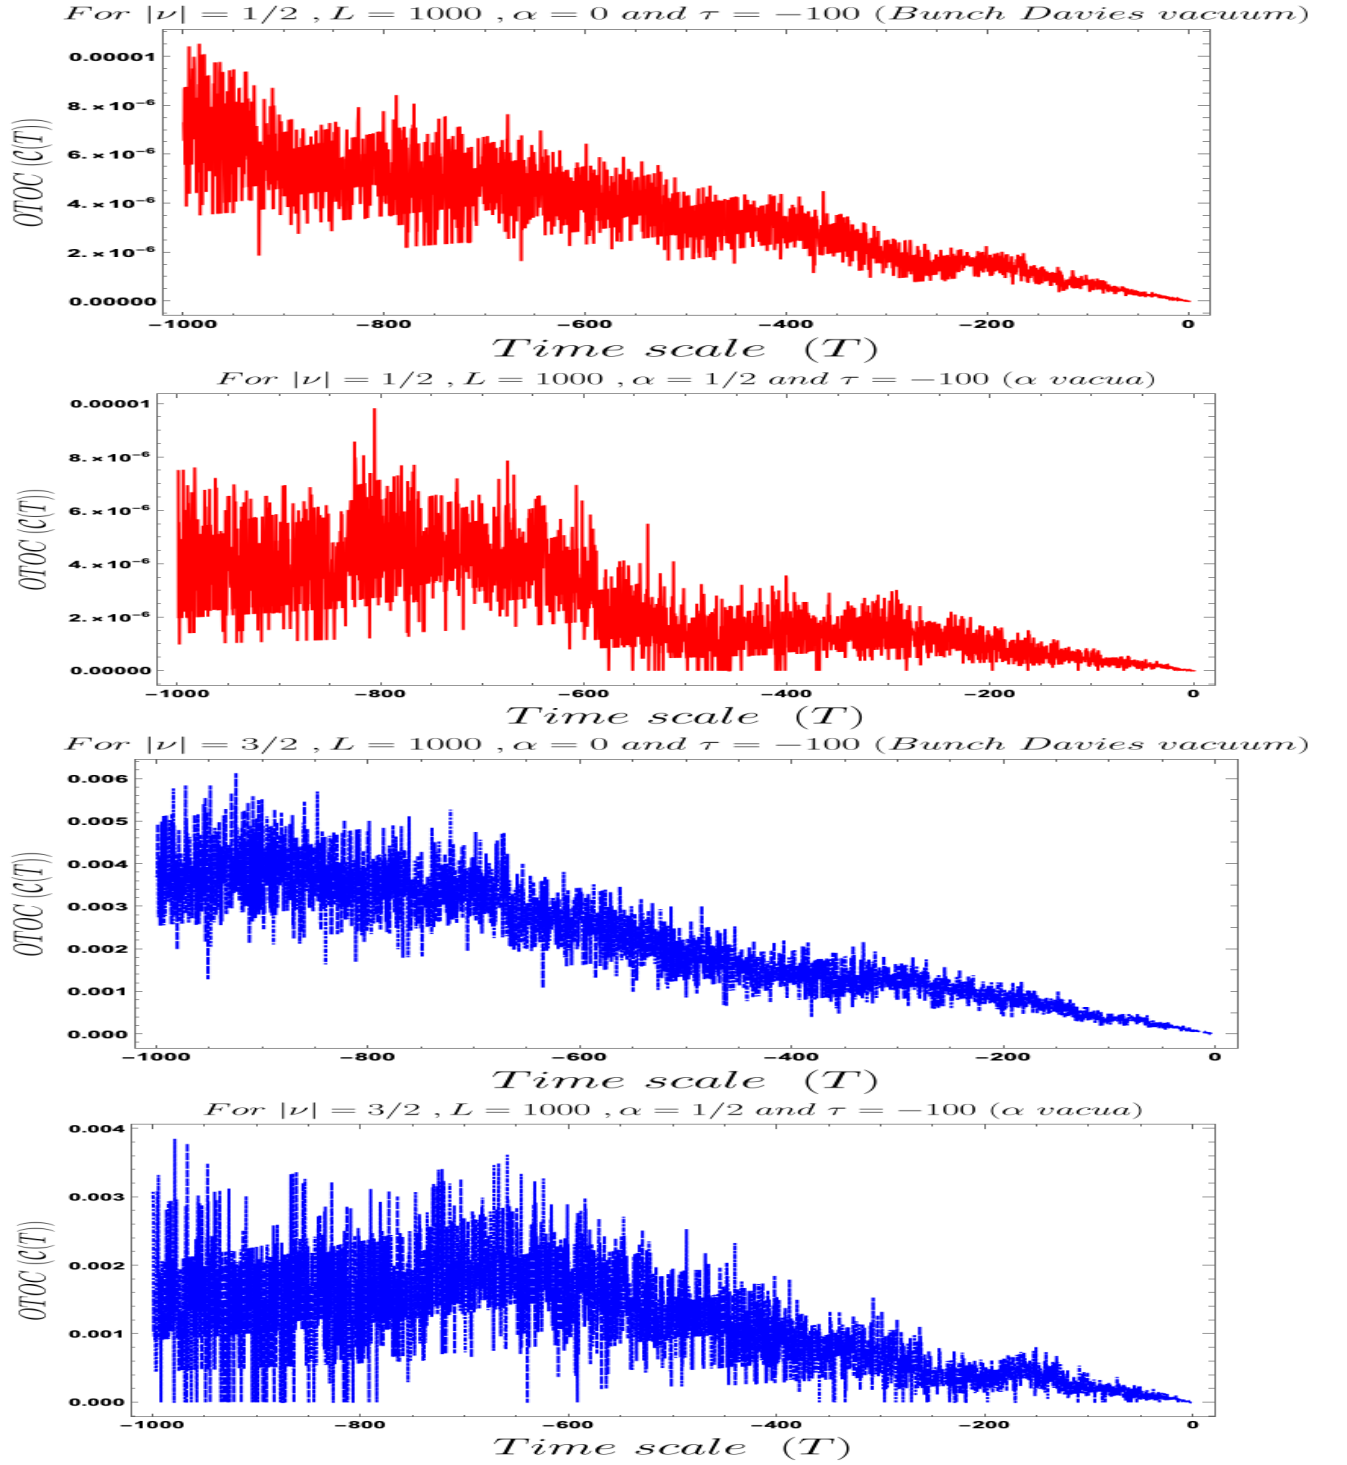 For |ν| = 1/2 , L = 1000 , α = 0 and τ = −100 (Bunch Davies vacuum)
0.00001
8.×10⁻⁶
6.×10⁻⁶
4.×10⁻⁶
2.×10⁻⁶
0.00000
OTOC (C(T))
−1000 −800 −600 −400 −200 0
Time scale (T)
For |ν| = 1/2 , L = 1000 , α = 1/2 and τ = −100 (α vacua)
0.00001
8.×10⁻⁶
6.×10⁻⁶
4.×10⁻⁶
2.×10⁻⁶
0.00000
OTOC (C(T))
−1000 −800 −600 −400 −200 0
Time scale (T)
For |ν| = 3/2 , L = 1000 , α = 0 and τ = −100 (Bunch Davies vacuum)
0.006
0.005
0.004
0.003
0.002
0.001
0.000
OTOC (C(T))
−1000 −800 −600 −400 −200 0
Time scale (T)
For |ν| = 3/2 , L = 1000 , α = 1/2 and τ = −100 (α vacua)
0.004
0.003
0.002
0.001
0.000
OTOC (C(T))
−1000 −800 −600 −400 −200 0
Time scale (T)